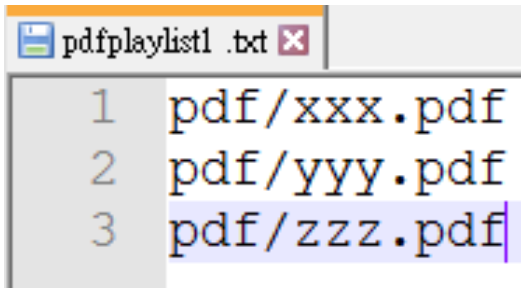 pdfplaylist1 .txt
1 pdf/xxx.pdf
2 pdf/yyy.pdf
3 pdf/zzz.pdf